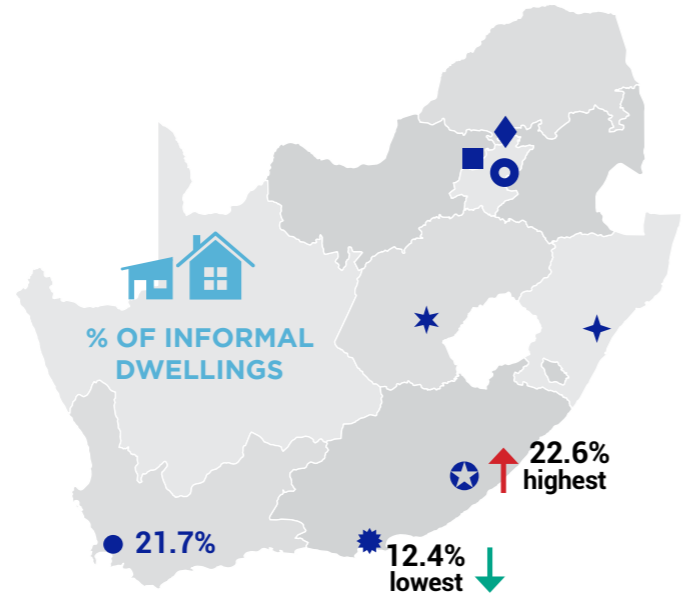 % OF INFORMAL
DWELLINGS
22.6%
highest
21.7%
12.4%
lowest